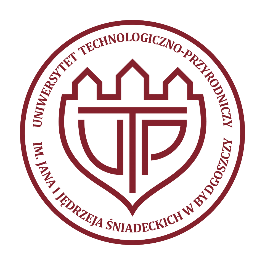 UNIWERSYTET TECHNOLOGICZNO-PRZYRODNICZY
UTP
IM. JANA I JĘDRZEJA ŚNIADECKICH W BYDGOSZCZY